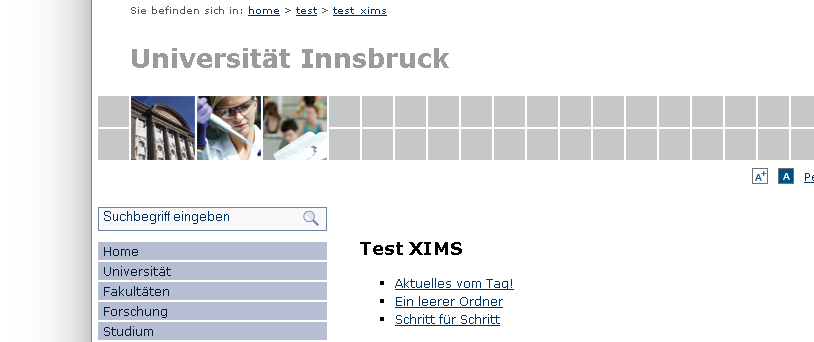 Sie befinden sich in: home > test > test_xims
Universität Innsbruck
A+ A Pe
Suchbegriff eingeben
Home
Universität
Fakultäten
Forschung
Studium
Test XIMS
Aktuelles vom Tag!
Ein leerer Ordner
Schritt für Schritt